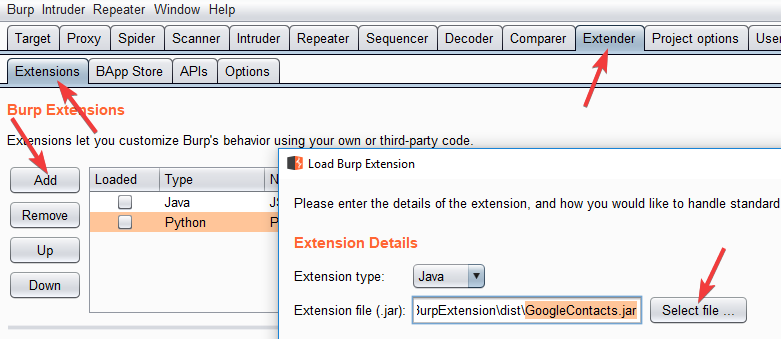 Burp Intruder Repeater Window Help
Target Proxy Spider Scanner Intruder Repeater Sequencer Decoder Comparer Extender Project options User
Extensions BApp Store APIs Options
Burp Extensions
Extensions let you customize Burp's behavior using your own or third-party code.
Add Loaded Type
Java
Remove Python
Up
Down
Load Burp Extension
Please enter the details of the extension, and how you would like to handle standard
Extension Details
Extension type: Java
Extension file (.jar): BurpExtension\dist\GoogleContacts.jar Select file ...